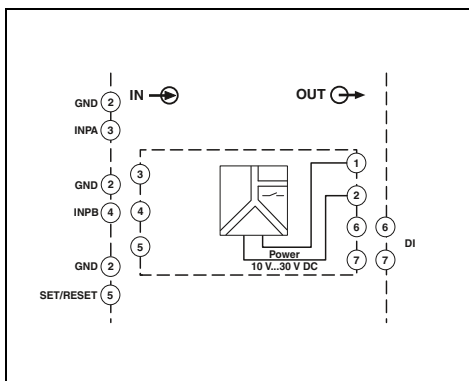 IN OUT
GND 2
INPA 3
1
3
GND 2
2
INPB 4
4
6 6
DI
5
Power
7 7
10 V...30 V DC
GND 2
SET/RESET 5